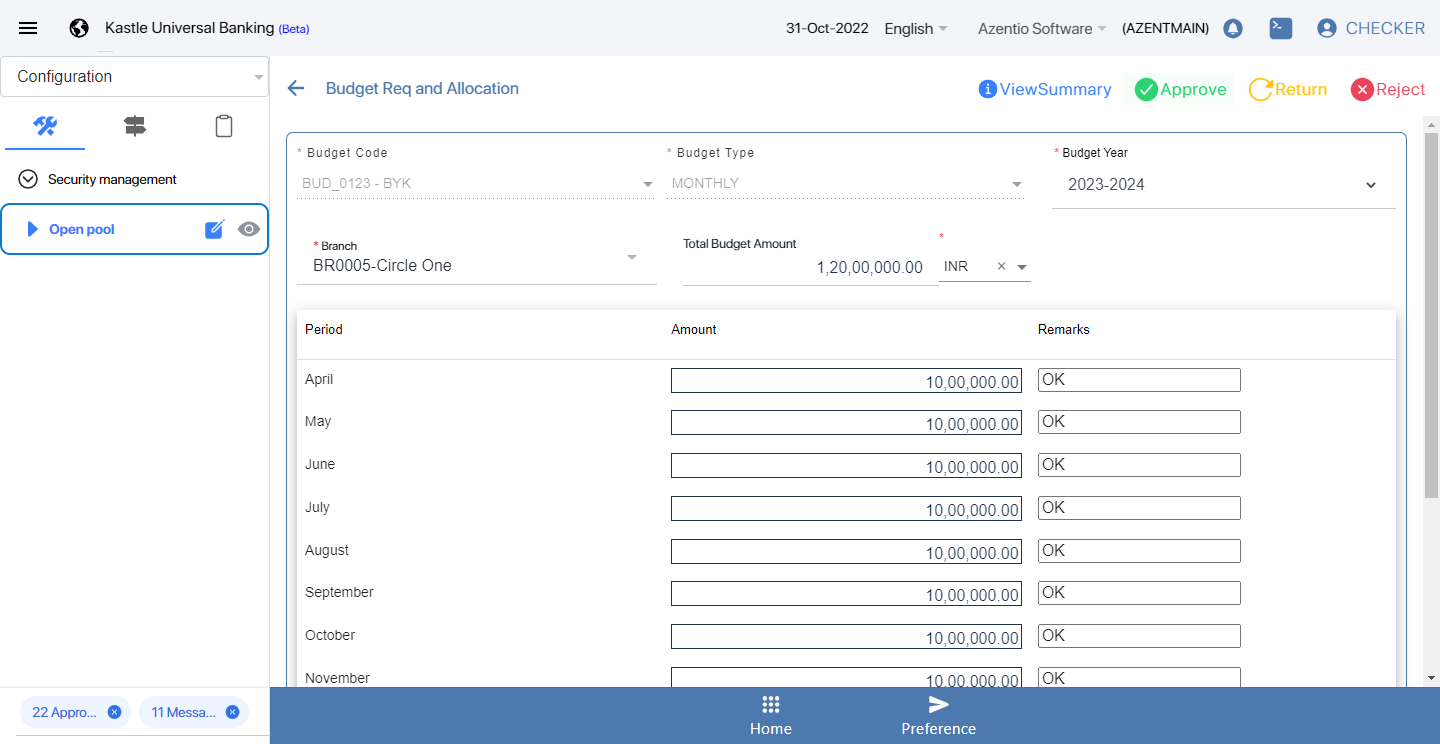 Kastle Universal Banking (Beta)
31-Oct-2022
English
Azentio Software
(AZENTMAIN)
CHECKER
Configuration
Security management
Open pool
Budget Req and Allocation
ViewSummary
Approve
Return
Reject
* Budget Code
BUD_0123 - BYK
* Budget Type
MONTHLY
* Budget Year
2023-2024
* Branch
BR0005-Circle One
Total Budget Amount
1,20,00,000.00
*
INR ×
Period Amount Remarks
April 10,00,000.00 OK
May 10,00,000.00 OK
June 10,00,000.00 OK
July 10,00,000.00 OK
August 10,00,000.00 OK
September 10,00,000.00 OK
October 10,00,000.00 OK
November 10,00,000.00 OK
22 Appro...
11 Messa...
Home
Preference